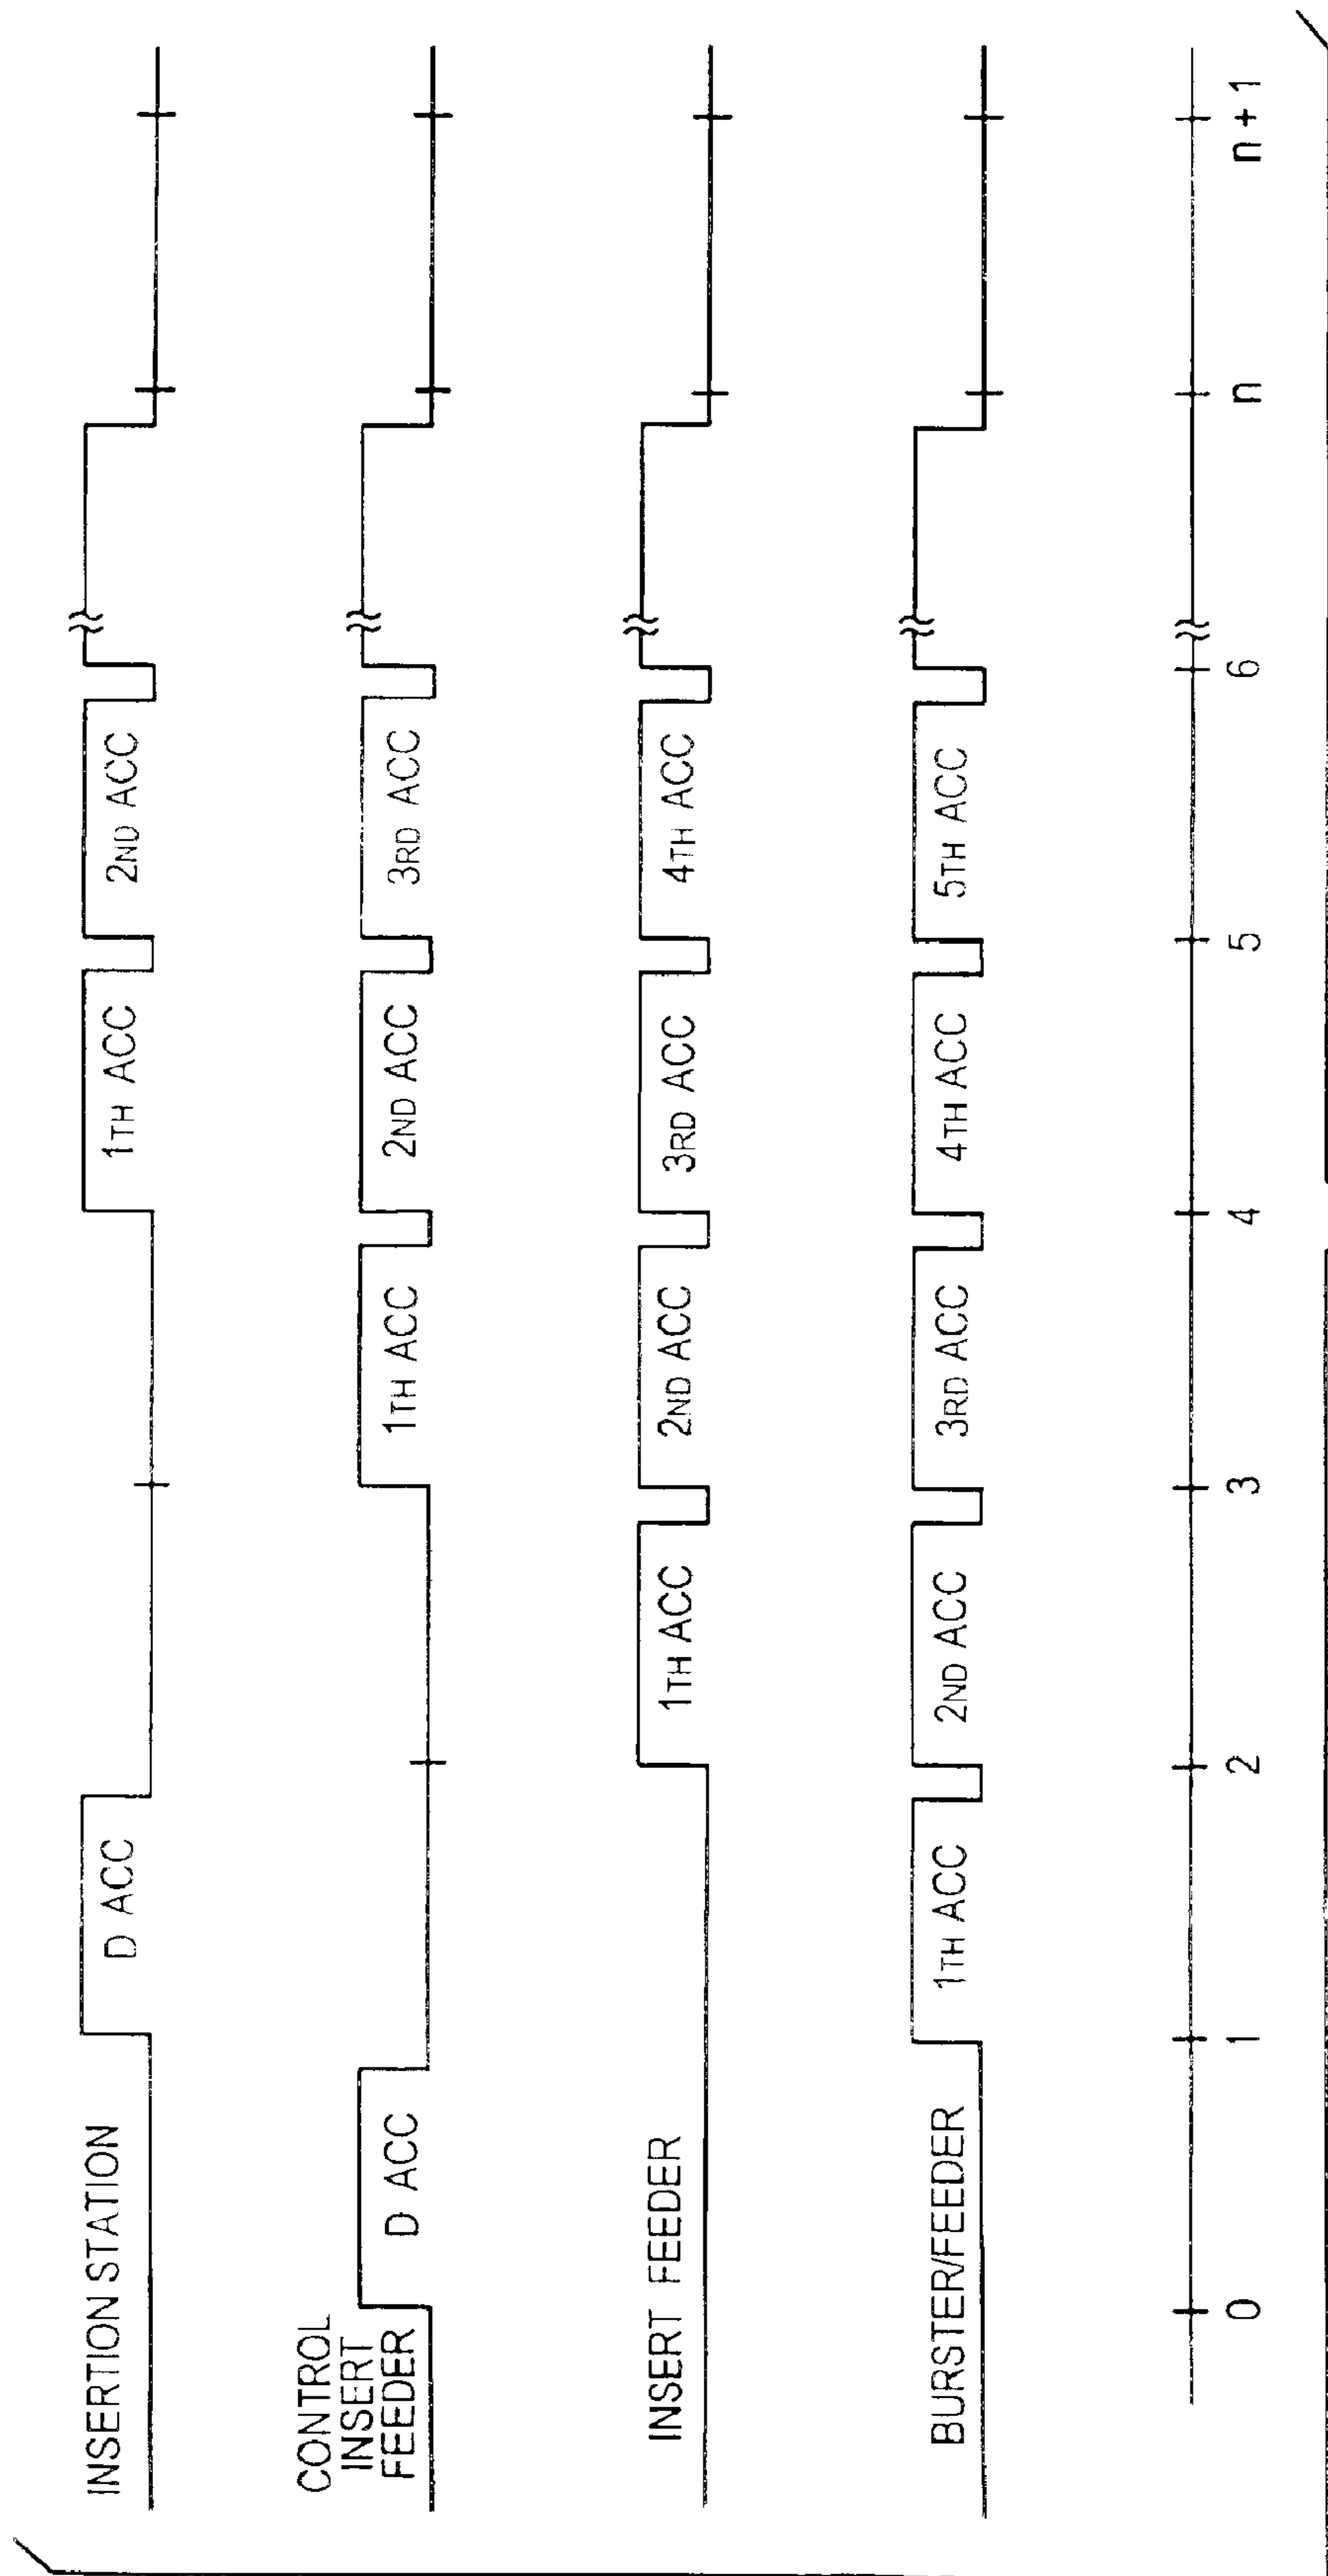 INSERTION STATION
D ACC
1TH ACC
2ND ACC
CONTROL
INSERT
FEEDER
D ACC
1TH ACC
2ND ACC
3RD ACC
INSERT FEEDER
1TH ACC
2ND ACC
3RD ACC
4TH ACC
BURSTER/FEEDER
1TH ACC
2ND ACC
3RD ACC
4TH ACC
5TH ACC
0 1 2 3 4 5 6 n n + 1